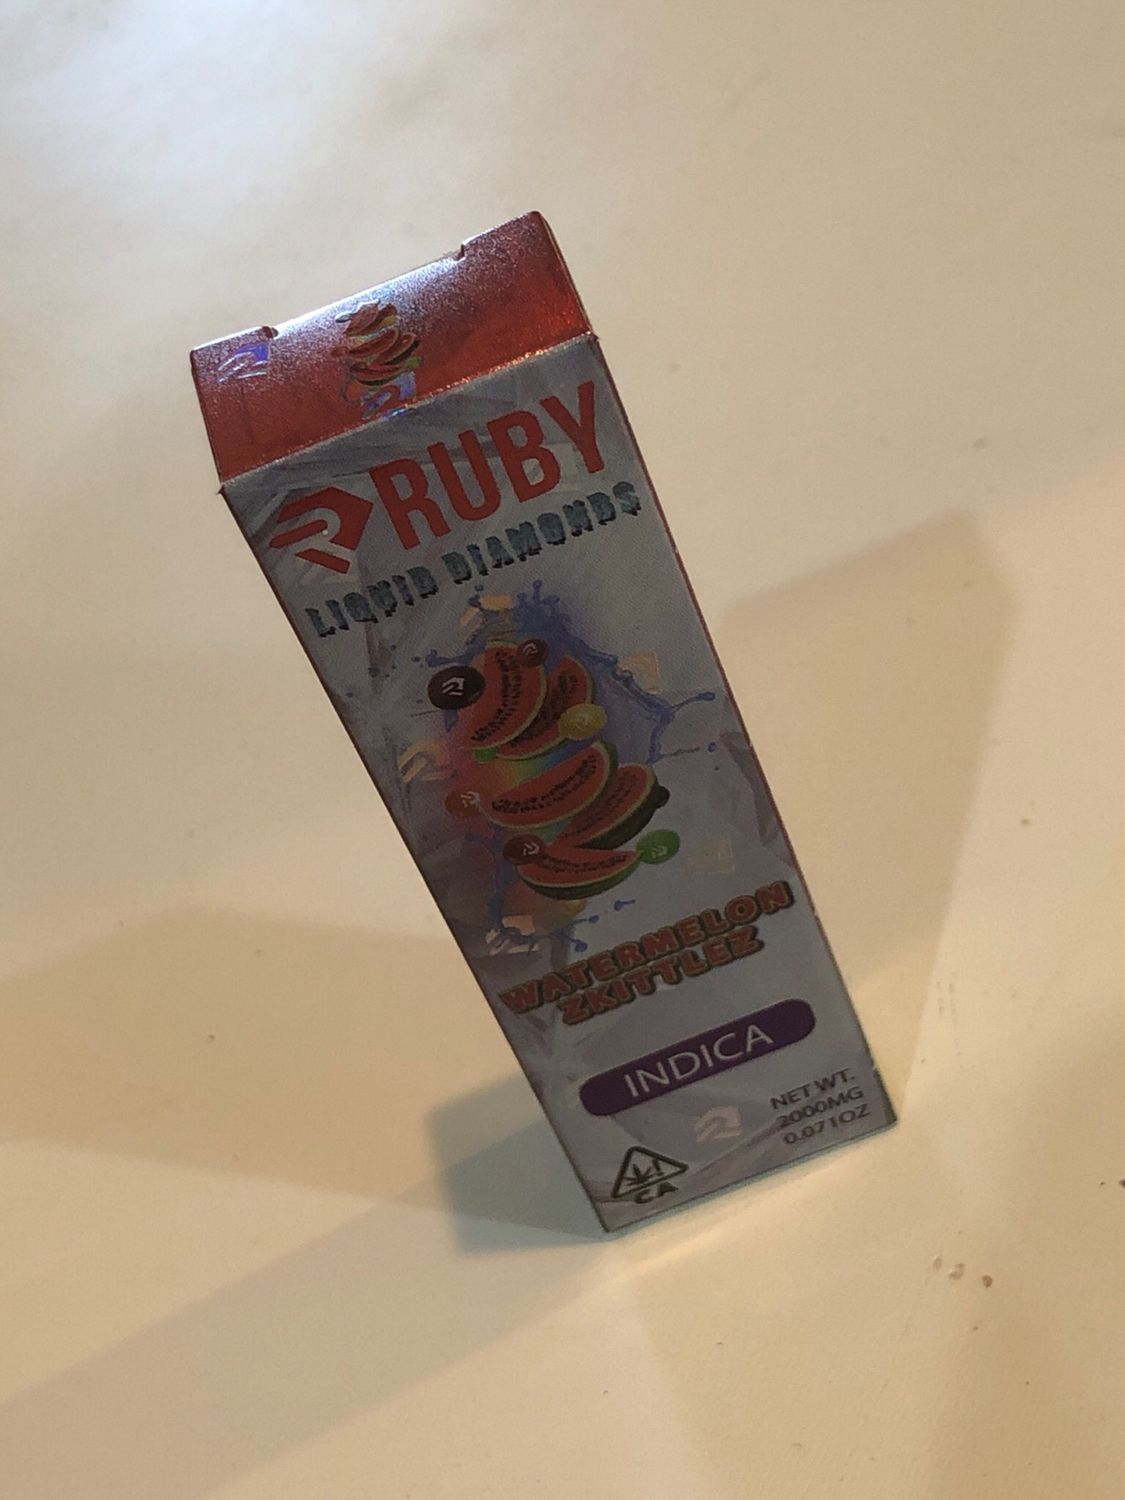 RUBY
LIQUID DIAMONDS
WATERMELON
ZKITTLEZ
INDICA
NET WT.
2000MG
0.071OZ
CA